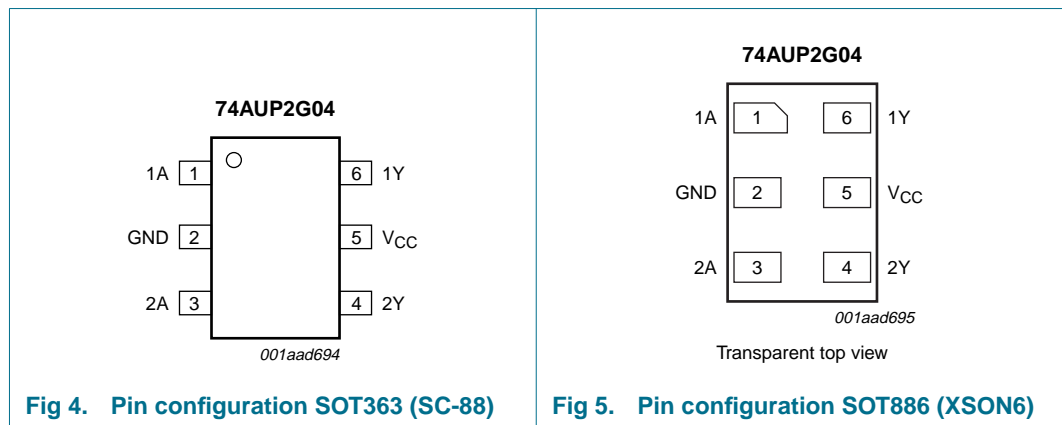 74AUP2G04
1A 1 6 1Y
GND 2 5 VCC
2A 3 4 2Y
001aad694
Fig 4. Pin configuration SOT363 (SC-88)
74AUP2G04
1A 1 6 1Y
GND 2 5 VCC
2A 3 4 2Y
001aad695
Transparent top view
Fig 5. Pin configuration SOT886 (XSON6)